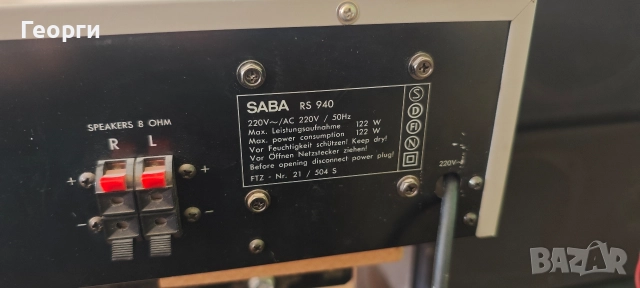 Георги
SPEAKERS 8 OHM
R L
+ +
- -
SABA RS 940
220V~/AC 220V / 50Hz
Max. Leistungsaufnahme 122 W
Max. power consumption 122 W
Vor Feuchtigkeit schützen! Keep dry!
Vor Öffnen Netzstecker ziehen!
Before opening disconnect power plug!
FTZ - Nr. 21 / 504 S
S
D
FI
N
220V~
BAZAR